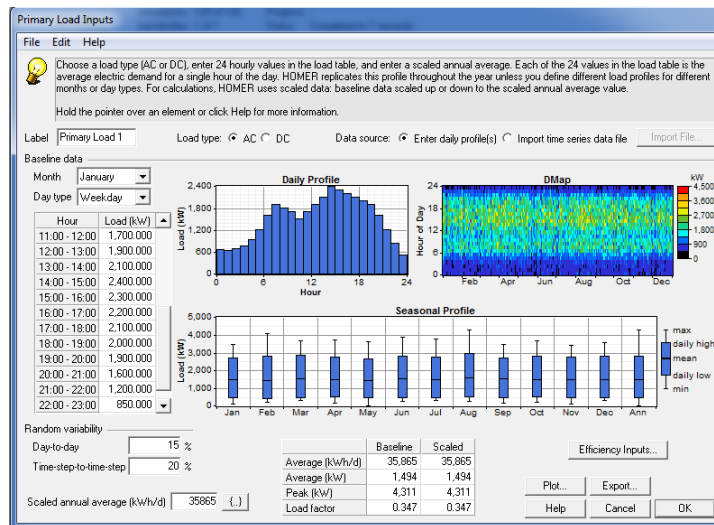 Primary Load Inputs
File Edit Help
Choose a load type (AC or DC), enter 24 hourly values in the load table, and enter a scaled annual average. Each of the 24 values in the load table is the
average electric demand for a single hour of the day. HOMER replicates this profile throughout the year unless you define different load profiles for different
months or day types. For calculations, HOMER uses scaled data: baseline data scaled up or down to the scaled annual average value.
Hold the pointer over an element or click Help for more information.
Label Primary Load 1 Load type: AC DC Data source: Enter daily profile(s) Import time series data file Import File...
Baseline data
Month January
Day type Weekday
Hour Load (kW)
11:00 - 12:00 1,700.000
12:00 - 13:00 1,900.000
13:00 - 14:00 2,100.000
14:00 - 15:00 2,400.000
15:00 - 16:00 2,300.000
16:00 - 17:00 2,200.000
17:00 - 18:00 2,100.000
18:00 - 19:00 2,000.000
19:00 - 20:00 1,900.000
20:00 - 21:00 1,600.000
21:00 - 22:00 1,200.000
22:00 - 23:00 850.000
Daily Profile
Load (kW)
2,400
1,800
1,200
600
0
0 6 12 18 24
Hour
DMap
Hour of Day
24
18
12
6
0
Feb Apr Jun Aug Oct Dec
kW
4,500
3,600
2,700
1,800
900
0
Seasonal Profile
Load (kW)
5,000
4,000
3,000
2,000
1,000
0
Jan Feb Mar Apr May Jun Jul Aug Sep Oct Nov Dec Ann
max
daily high
mean
daily low
min
Random variability
Day-to-day 15 %
Time-step-to-time-step 20 %
Scaled annual average (kWh/d) 35865 {..}
Baseline Scaled
Average (kWh/d) 35,865 35,865
Average (kW) 1,494 1,494
Peak (kW) 4,311 4,311
Load factor 0.347 0.347
Efficiency Inputs...
Plot... Export...
Help Cancel OK